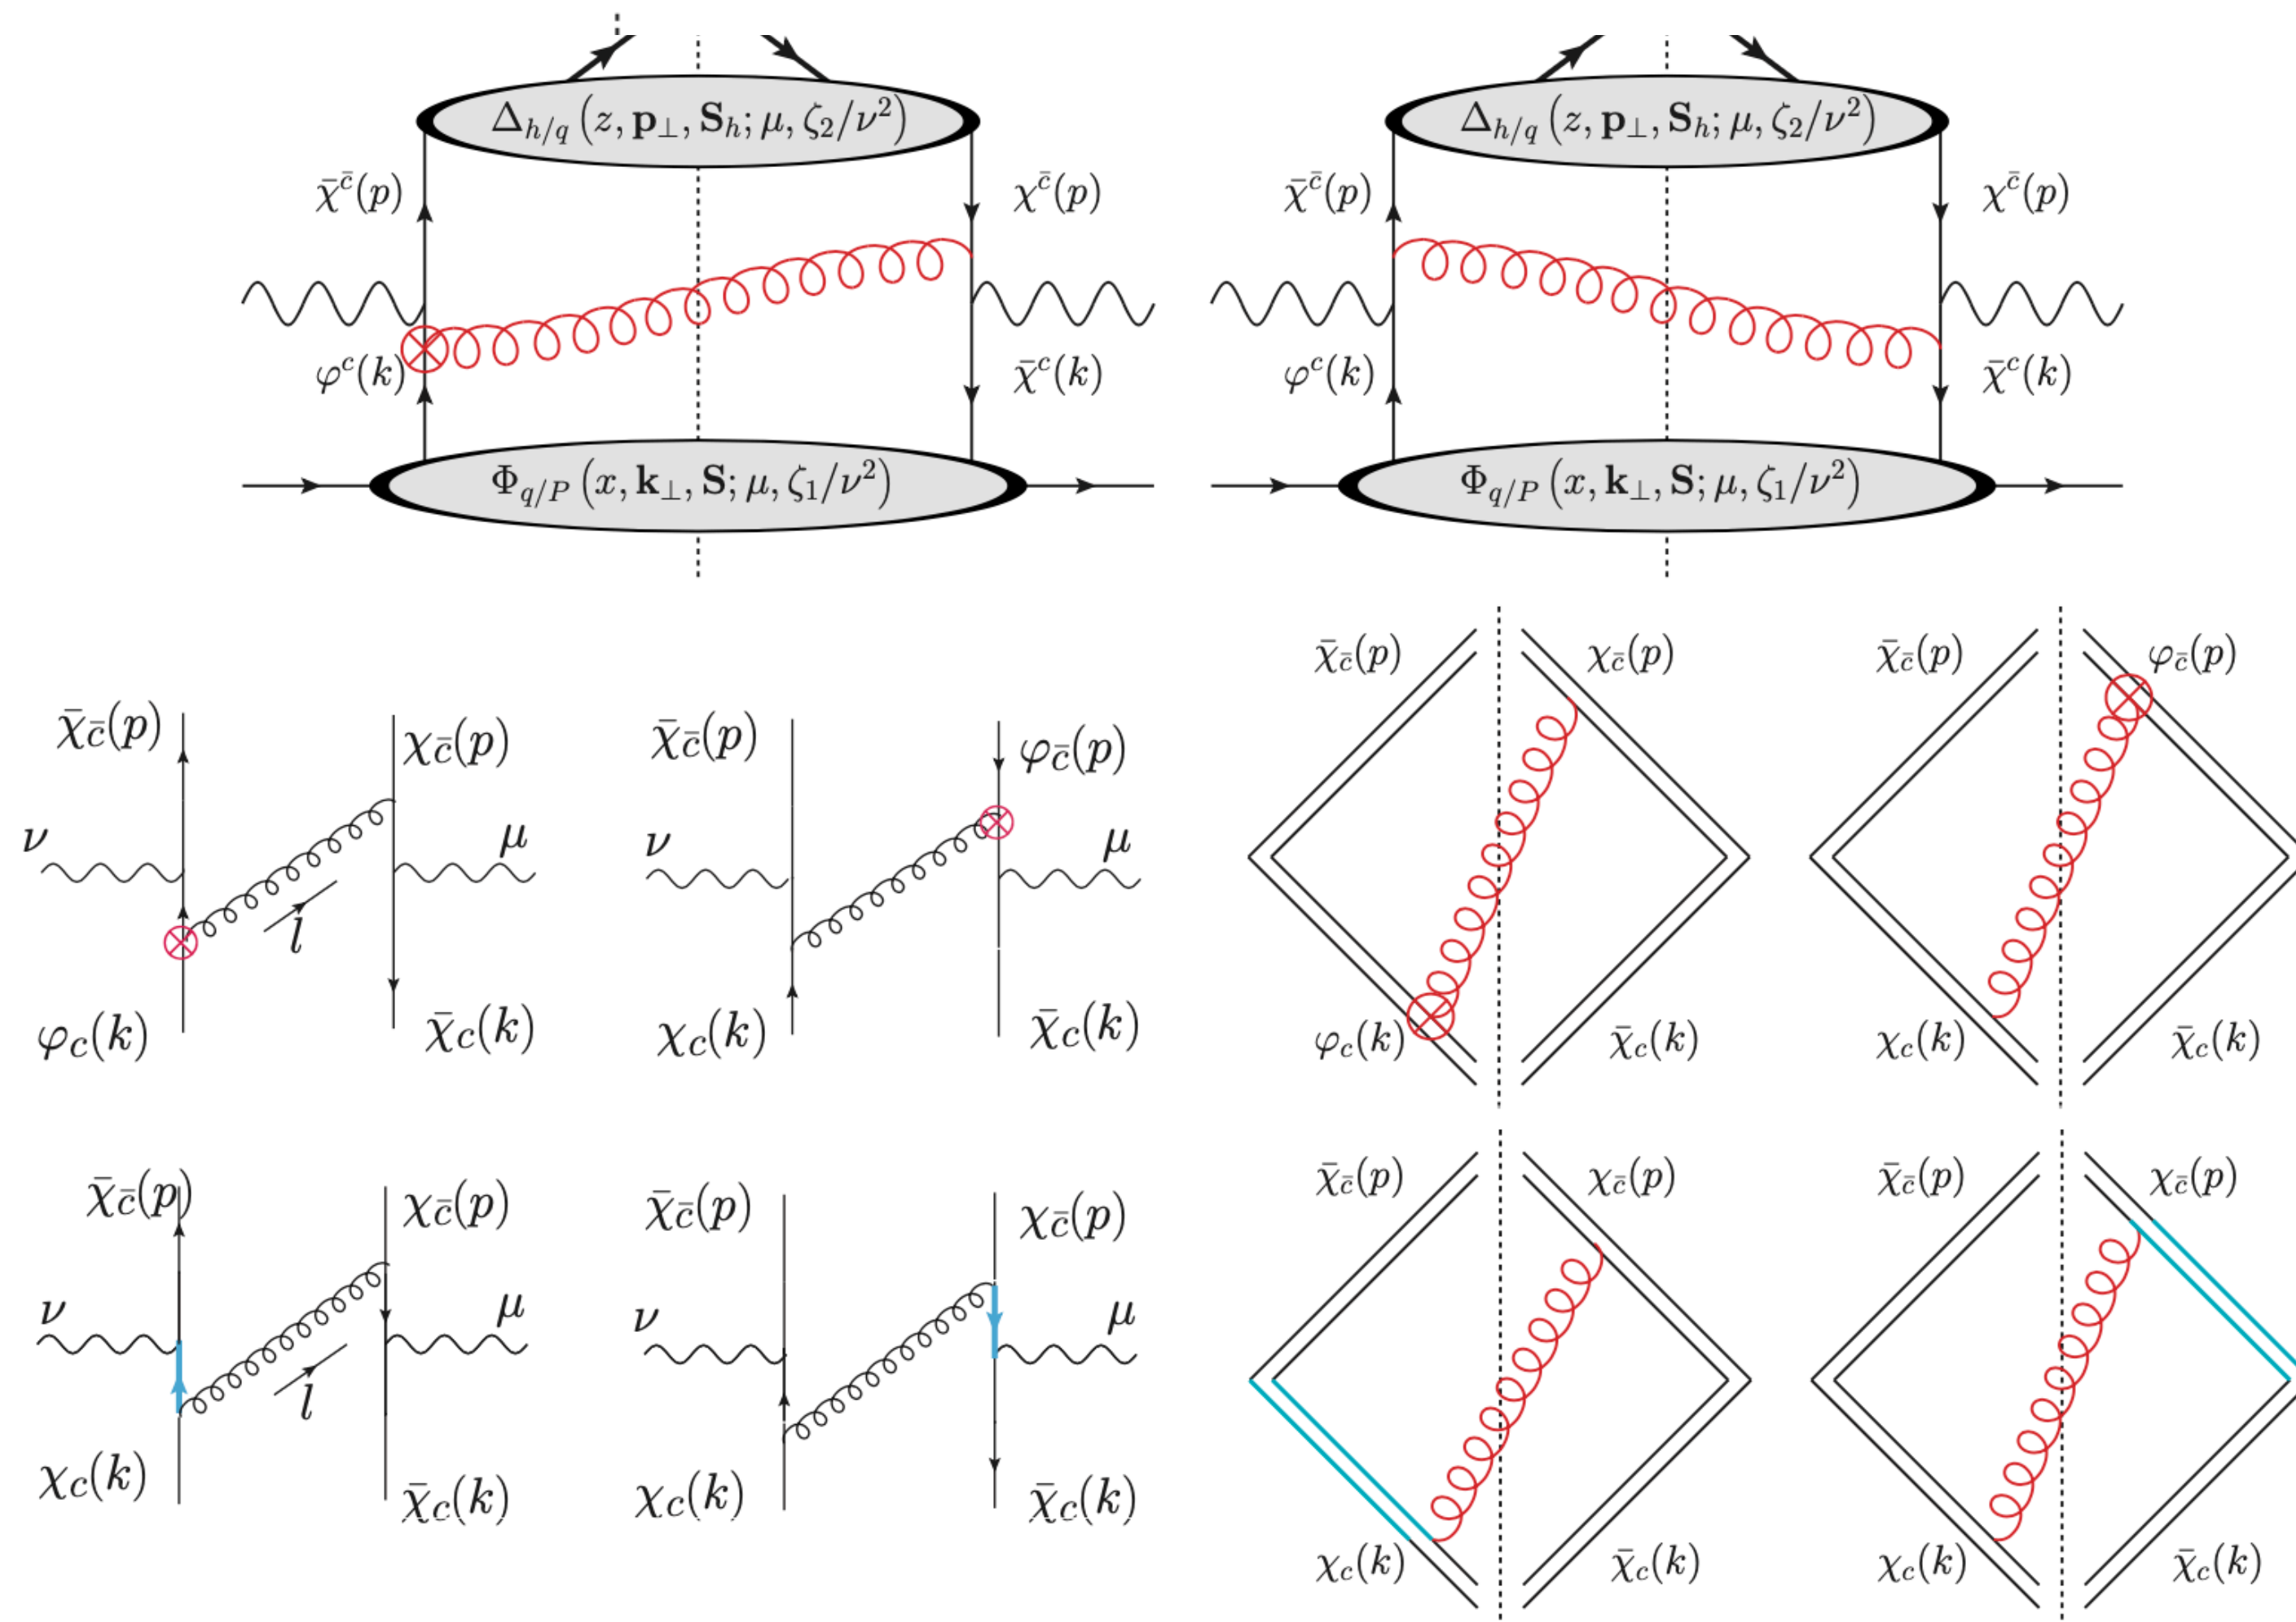 Δ_{h/q} (z, p_⊥, S_h; μ, ζ_2/ν^2)
χ̄^{c̄}(p)
χ^{c̄}(p)
φ^c(k)
χ̄^c(k)
Φ_{q/P} (x, k_⊥, S; μ, ζ_1/ν^2)
Δ_{h/q} (z, p_⊥, S_h; μ, ζ_2/ν^2)
χ̄^{c̄}(p)
χ^{c̄}(p)
φ^c(k)
χ̄^c(k)
Φ_{q/P} (x, k_⊥, S; μ, ζ_1/ν^2)
χ̄_{c̄}(p)
χ_{c̄}(p)
ν
μ
l
φ_c(k)
χ̄_c(k)
χ̄_{c̄}(p)
φ_{c̄}(p)
ν
μ
χ_c(k)
χ̄_c(k)
χ̄_{c̄}(p)
χ_{c̄}(p)
φ_c(k)
χ̄_c(k)
χ̄_{c̄}(p)
φ_{c̄}(p)
χ_c(k)
χ̄_c(k)
χ̄_{c̄}(p)
χ_{c̄}(p)
ν
μ
l
χ_c(k)
χ̄_c(k)
χ̄_{c̄}(p)
χ_{c̄}(p)
ν
μ
χ_c(k)
χ̄_c(k)
χ̄_{c̄}(p)
χ_{c̄}(p)
χ_c(k)
χ̄_c(k)
χ̄_{c̄}(p)
χ_{c̄}(p)
χ_c(k)
χ̄_c(k)